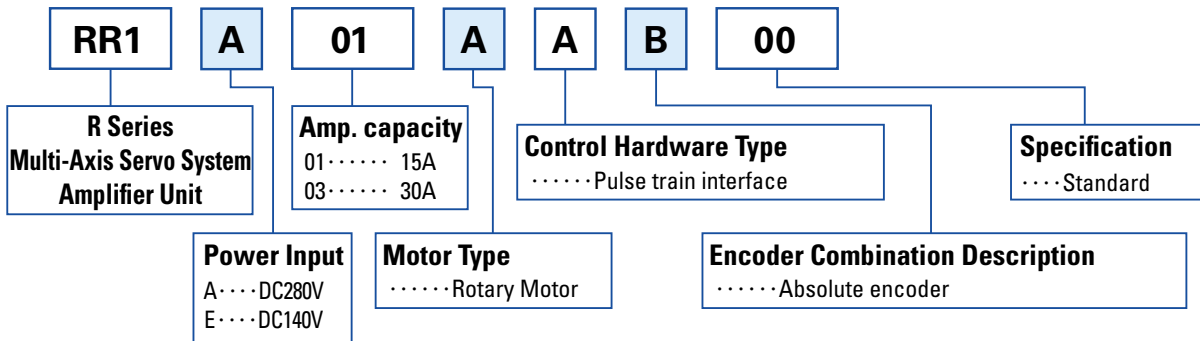 RR1 A 01 A A B 00
R Series
Multi-Axis Servo System
Amplifier Unit
Amp. capacity
01······ 15A
03······ 30A
Control Hardware Type
······Pulse train interface
Specification
····Standard
Power Input
A····DC280V
E····DC140V
Motor Type
······Rotary Motor
Encoder Combination Description
······Absolute encoder